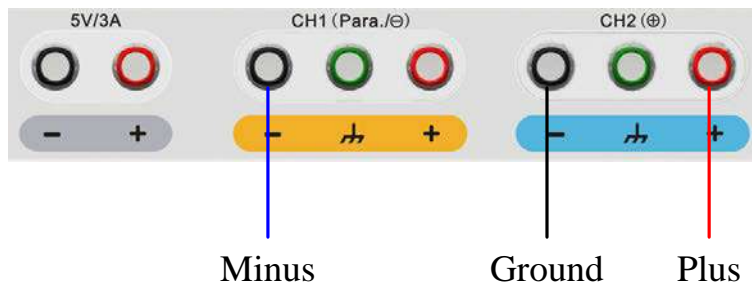 5V/3A CH1 (Para./⊖) CH2 (⊕)
− + − + − +
Minus Ground Plus